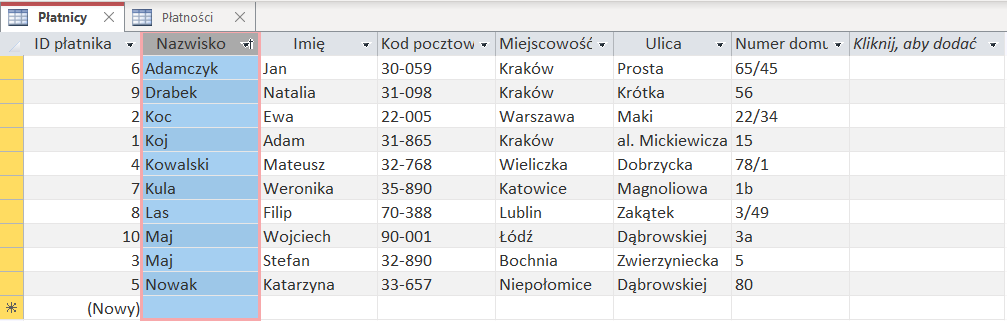 Płatnicy Płatności
ID płatnika Nazwisko Imię Kod pocztow Miejscowość Ulica Numer domu Kliknij, aby dodać
6 Adamczyk Jan 30-059 Kraków Prosta 65/45
9 Drabek Natalia 31-098 Kraków Krótka 56
2 Koc Ewa 22-005 Warszawa Maki 22/34
1 Koj Adam 31-865 Kraków al. Mickiewicza 15
4 Kowalski Mateusz 32-768 Wieliczka Dobrzycka 78/1
7 Kula Weronika 35-890 Katowice Magnoliowa 1b
8 Las Filip 70-388 Lublin Zakątek 3/49
10 Maj Wojciech 90-001 Łódź Dąbrowskiej 3a
3 Maj Stefan 32-890 Bochnia Zwierzyniecka 5
5 Nowak Katarzyna 33-657 Niepołomice Dąbrowskiej 80
(Nowy)